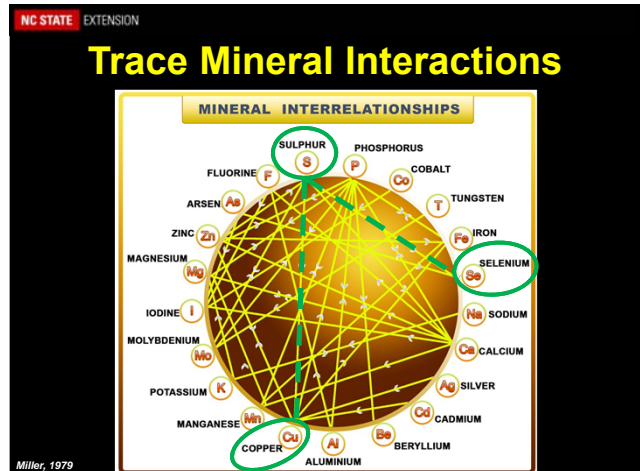 NC STATE EXTENSION
Trace Mineral Interactions
MINERAL INTERRELATIONSHIPS
SULPHUR
S
PHOSPHORUS
P
COBALT
Co
TUNGSTEN
T
IRON
Fe
SELENIUM
Se
Na SODIUM
Ca CALCIUM
Ag SILVER
Cd CADMIUM
Be BERYLLIUM
Al
ALUMINIUM
COPPER Cu
MANGANESE Mn
POTASSIUM K
MOLYBDENIUM
Mo
IODINE I
MAGNESIUM
Mg
ZINC Zn
ARSEN As
FLUORINE F
Miller, 1979